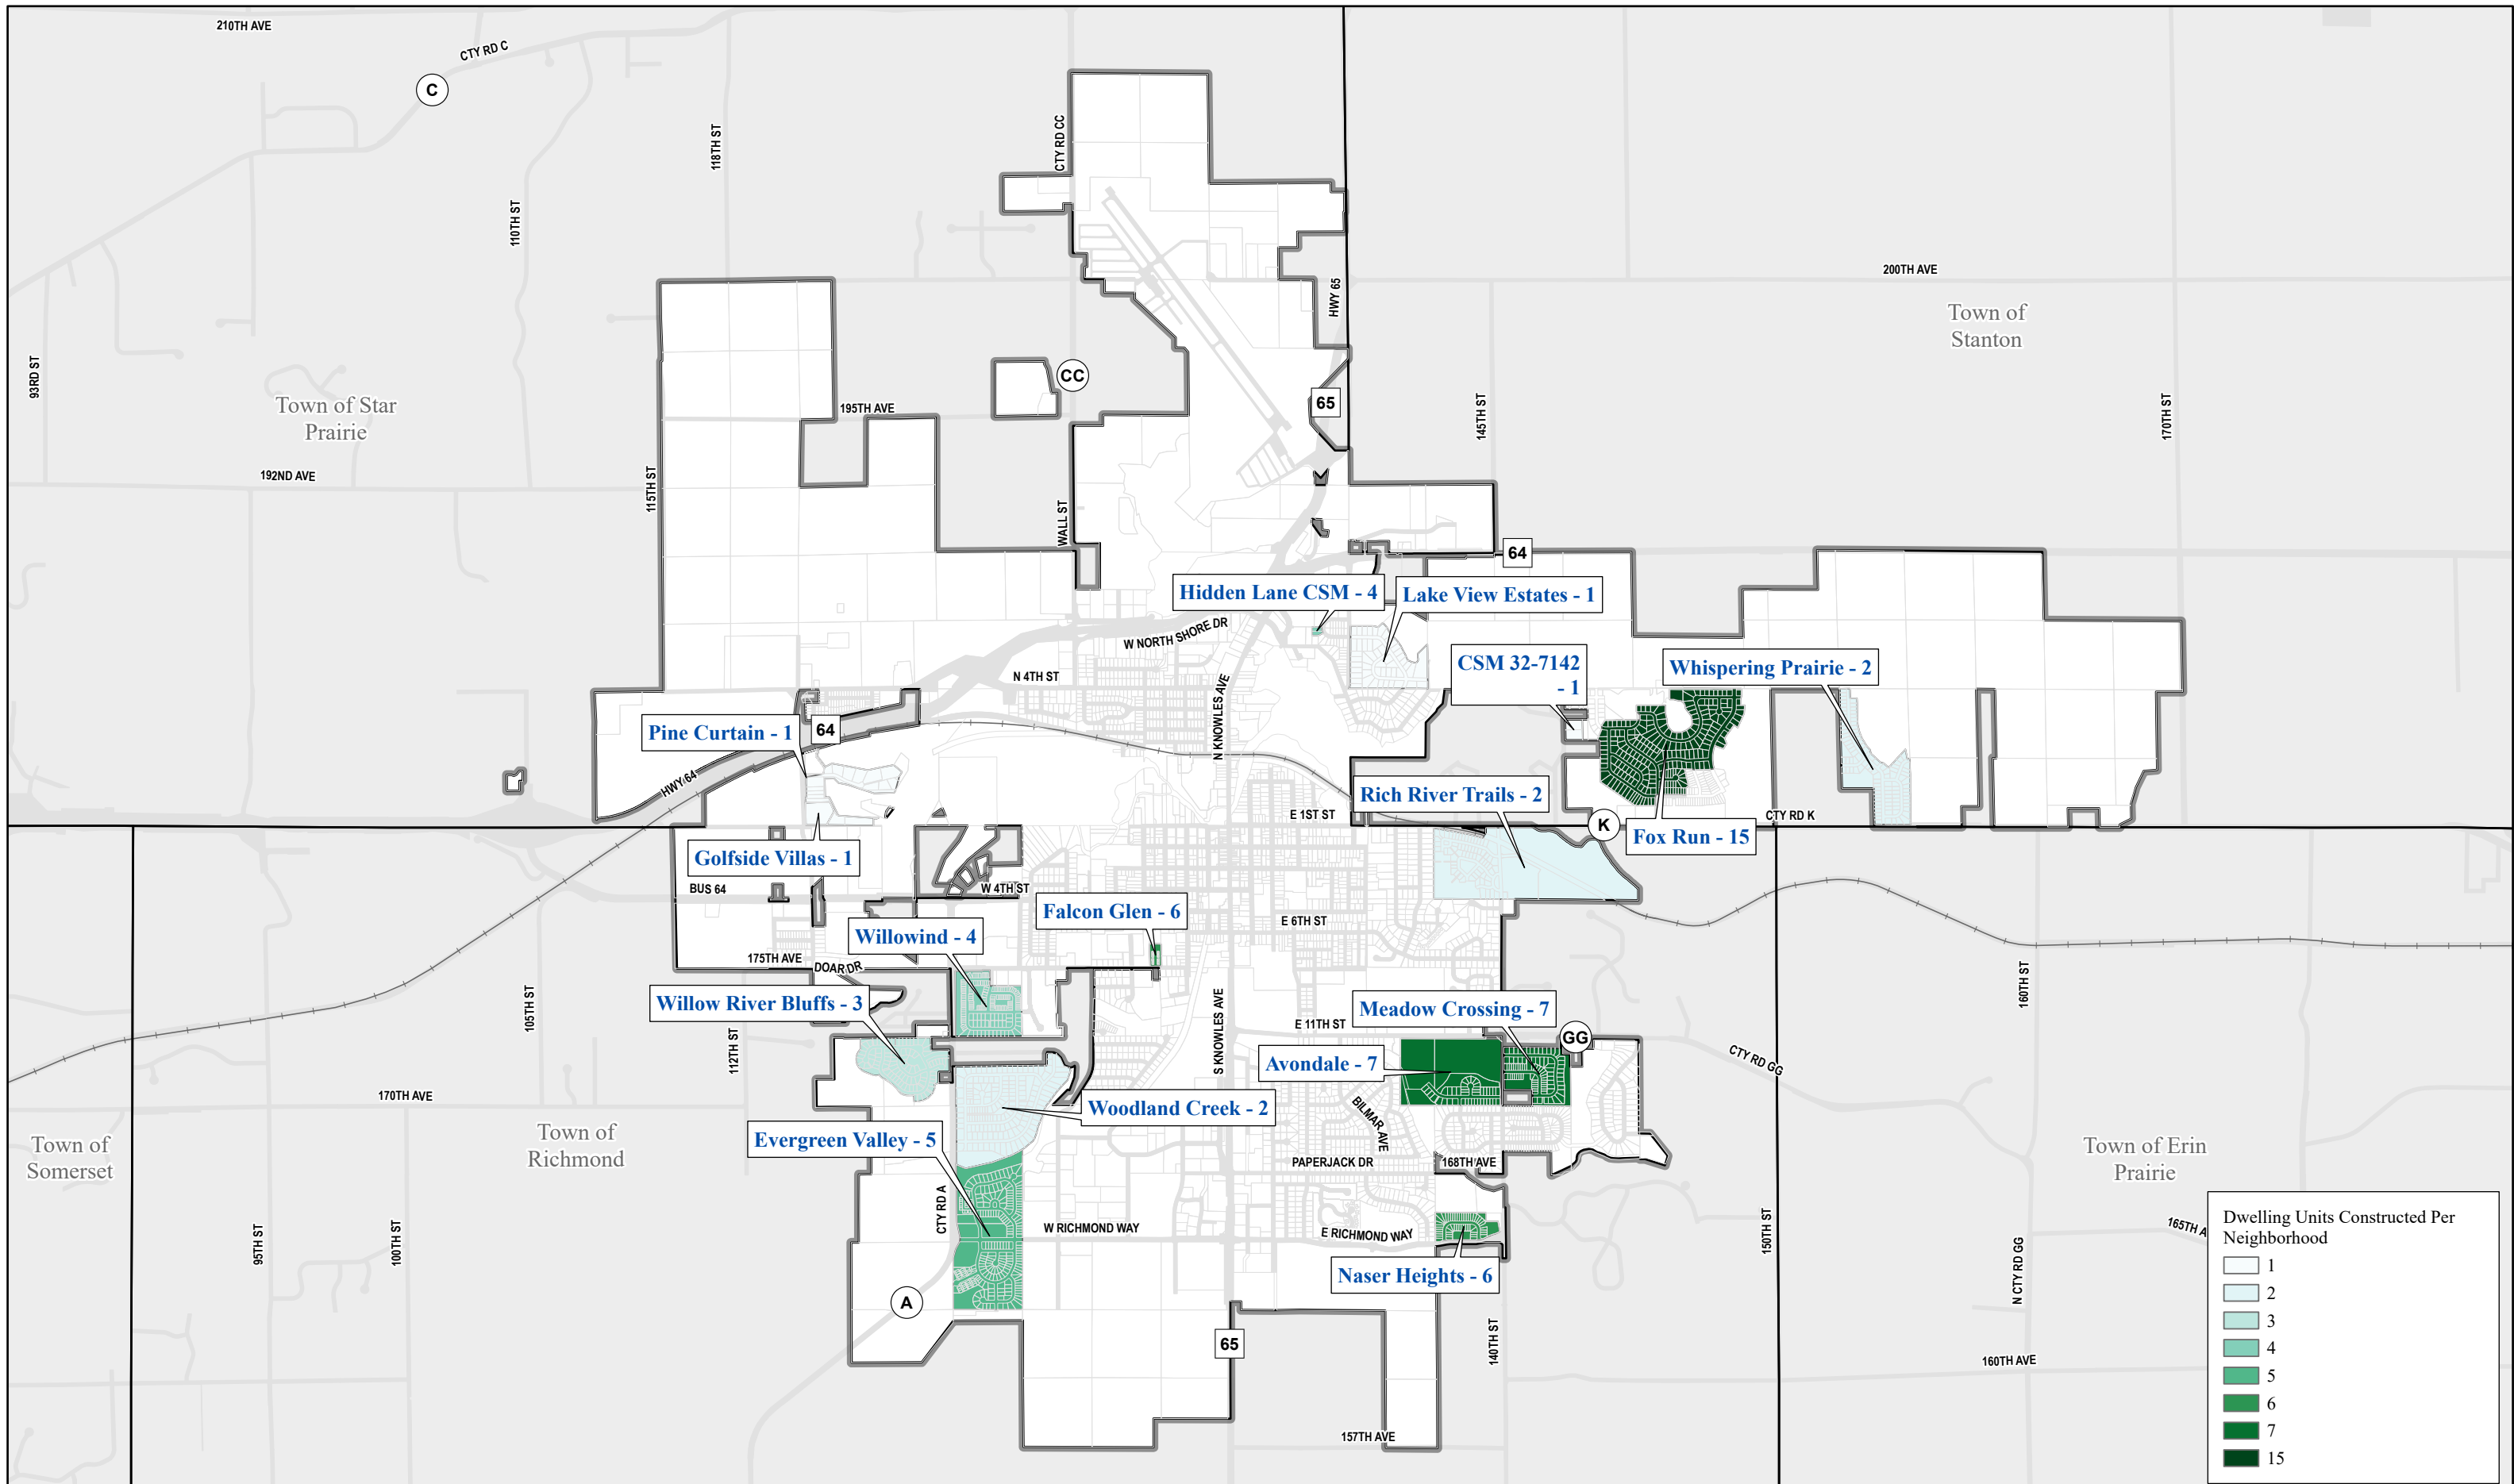 210TH AVE
CTY RD C
C
118TH ST
CTY RD CC
110TH ST
200TH AVE
HWY 65
Town of
Stanton
93RD ST
CC
65
Town of Star
Prairie
195TH AVE
145TH ST
170TH ST
192ND AVE
115TH ST
WALL ST
64
Hidden Lane CSM - 4
Lake View Estates - 1
W NORTH SHORE DR
CSM 32-7142
- 1
Whispering Prairie - 2
N 4TH ST
N KNOWLES AVE
Pine Curtain - 1
64
HWY 64
Rich River Trails - 2
E 1ST ST
CTY RD K
K
Fox Run - 15
Golfside Villas - 1
BUS 64
W 4TH ST
Falcon Glen - 6
E 6TH ST
Willowind - 4
175TH AVE
DOAR DR
160TH ST
Willow River Bluffs - 3
105TH ST
112TH ST
S KNOWLES AVE
Meadow Crossing - 7
E 11TH ST
GG
Avondale - 7
CTY RD GG
170TH AVE
Woodland Creek - 2
BILMAR AVE
Evergreen Valley - 5
Town of
Somerset
Town of
Richmond
Town of Erin
Prairie
PAPERJACK DR
168TH AVE
CTY RD A
95TH ST
100TH ST
W RICHMOND WAY
E RICHMOND WAY
150TH ST
165TH A
Naser Heights - 6
N CTY RD GG
A
65
140TH ST
160TH AVE
157TH AVE
Dwelling Units Constructed Per
Neighborhood
1
2
3
4
5
6
7
15